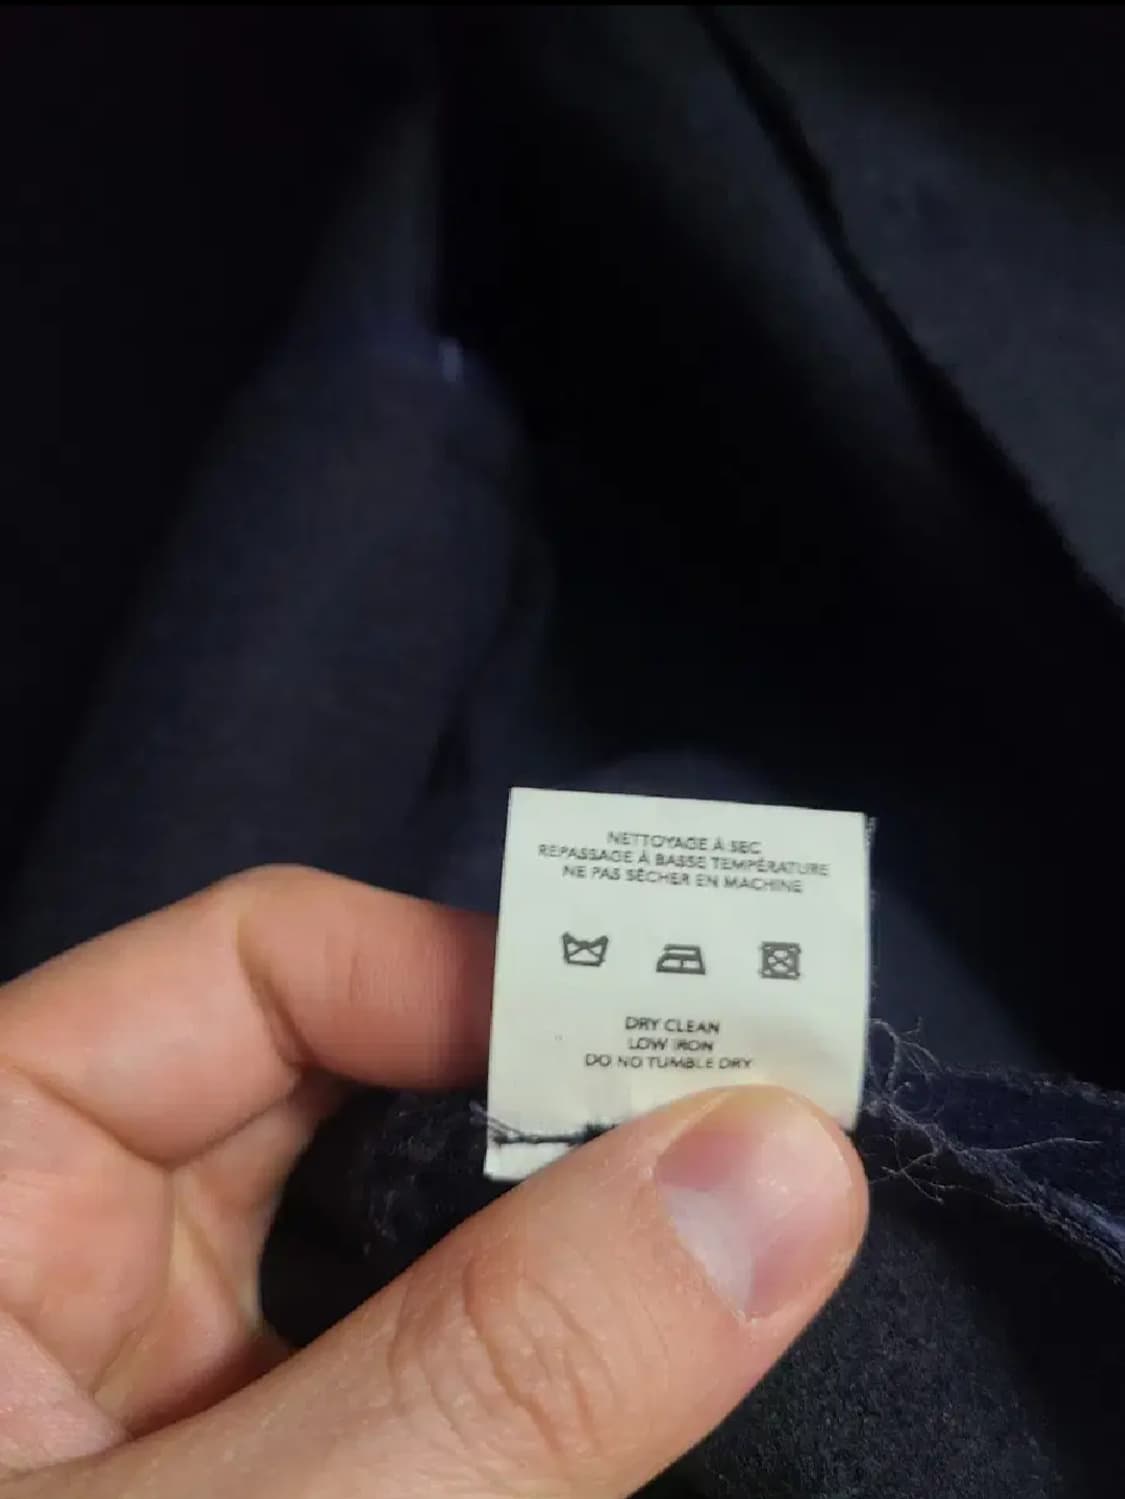 NETTOYAGE À SEC
REPASSAGE À BASSE TEMPÉRATURE
NE PAS SÉCHER EN MACHINE
DRY CLEAN
LOW IRON
DO NO TUMBLE DRY